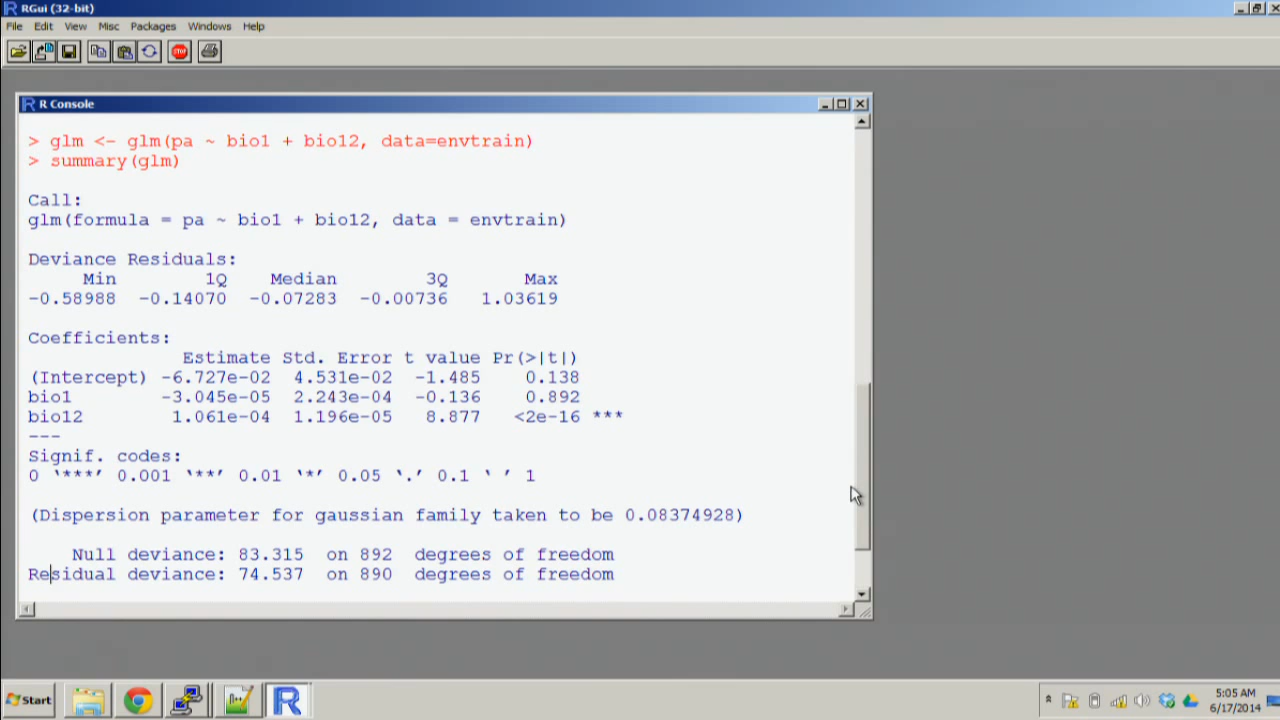 RGui (32-bit)
File Edit View Misc Packages Windows Help
STOP
R Console
> glm <- glm(pa ~ bio1 + bio12, data=envtrain)
> summary(glm)
Call:
glm(formula = pa ~ bio1 + bio12, data = envtrain)
Deviance Residuals:
Min 1Q Median 3Q Max
-0.58988 -0.14070 -0.07283 -0.00736 1.03619
Coefficients:
Estimate Std. Error t value Pr(>|t|)
(Intercept) -6.727e-02 4.531e-02 -1.485 0.138
bio1 -3.045e-05 2.243e-04 -0.136 0.892
bio12 1.061e-04 1.196e-05 8.877 <2e-16 ***
---
Signif. codes:
0 ‘***’ 0.001 ‘**’ 0.01 ‘*’ 0.05 ‘.’ 0.1 ‘ ’ 1
(Dispersion parameter for gaussian family taken to be 0.08374928)
Null deviance: 83.315 on 892 degrees of freedom
Residual deviance: 74.537 on 890 degrees of freedom
Start
5:05 AM
6/17/2014